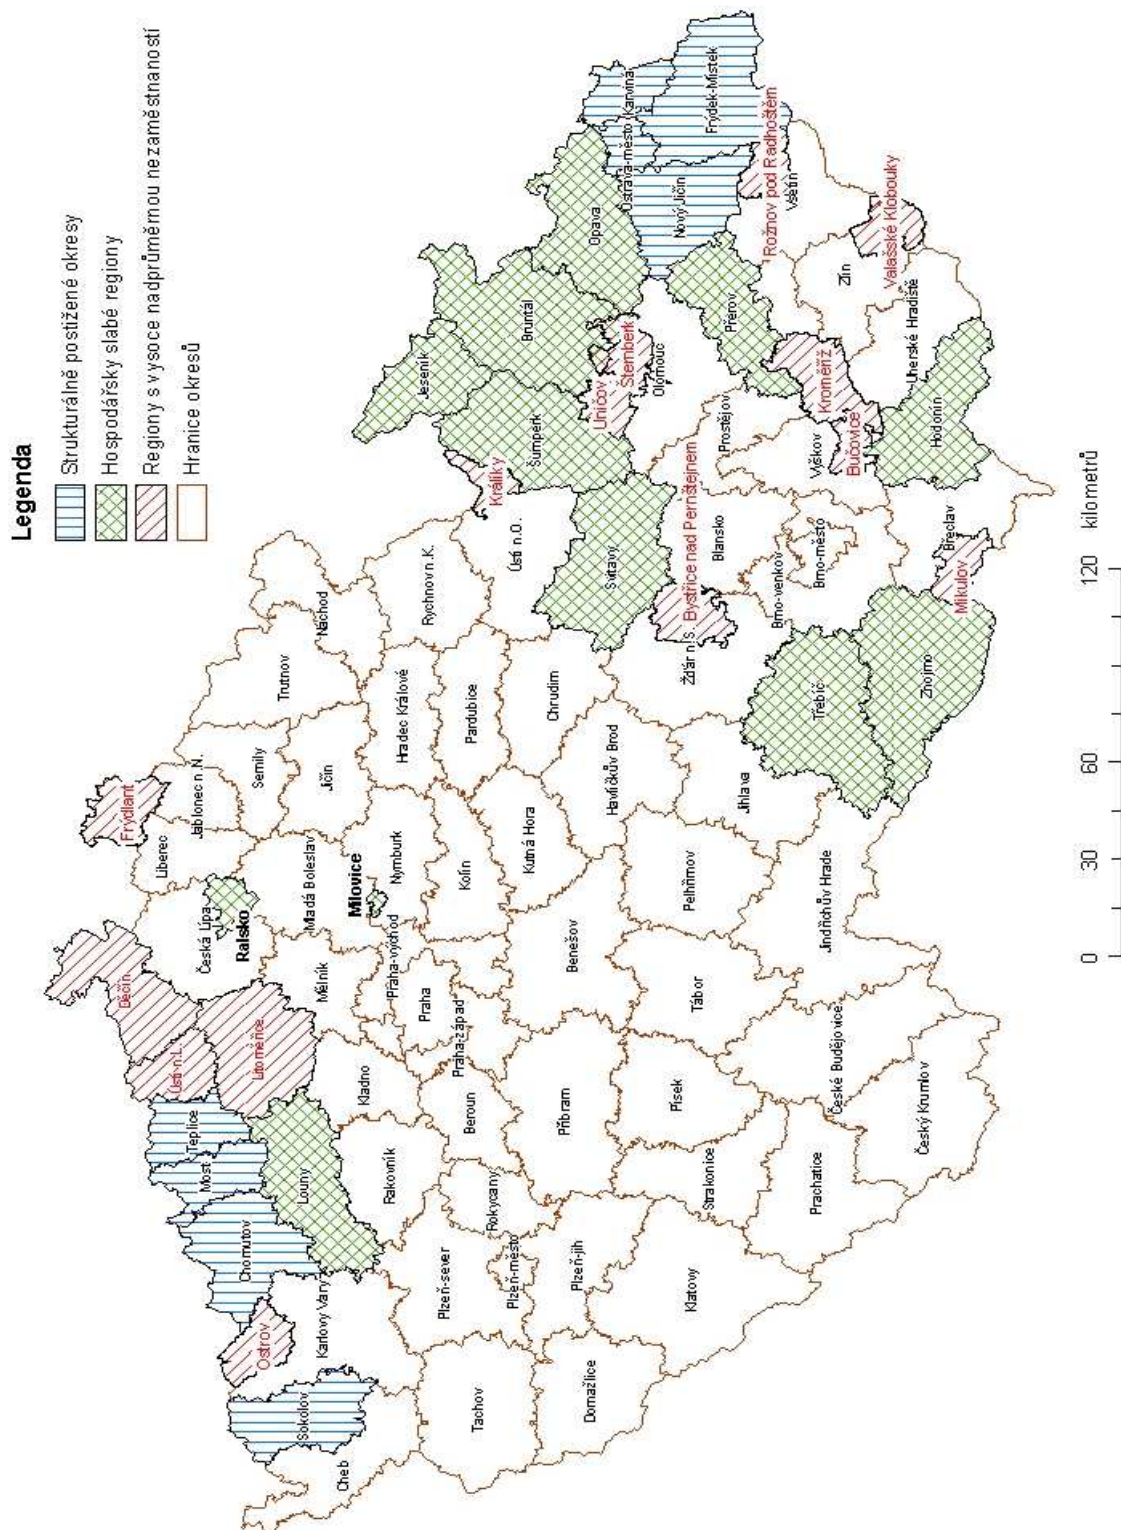 Legenda
Strukturálně postižené okresy
Hospodářsky slabé regiony
Regiony s vysoce nadprůměrnou nezaměstnaností
Hranice okresů
Frýdlant
Děčín
Liberec
Jablonec n.N.
Ústí n.L.
Česká Lípa
Semily
Trutnov
Teplice
Ralsko
Most
Litoměřice
Jičín
Náchod
Chomutov
Mladá Boleslav
Louny
Mělník
Ostrov
Milovice
Sokolov
Karlovy Vary
Kladno
Nymburk
Hradec Králové
Rychnov n.K.
Cheb
Rakovník
Praha-východ
Praha
Kolín
Pardubice
Jeseník
Králíky
Praha-západ
Beroun
Plzeň-sever
Rokycany
Ústí n.O.
Šumperk
Bruntál
Tachov
Plzeň-město
Kutná Hora
Chrudim
Benešov
Příbram
Svitavy
Opava
Plzeň-jih
Havlíčkův Brod
Uničov
Šternberk
Ostrava-město
Karviná
Domažlice
Olomouc
Nový Jičín
Frýdek-Místek
Písek
Tábor
Pelhřimov
Žďár n.S.
Bystřice nad Pernštejnem
Klatovy
Strakonice
Blansko
Prostějov
Přerov
Jihlava
Rožnov pod Radhoštěm
Vsetín
Brno-venkov
Brno-město
Vyškov
Kroměříž
Prachatice
České Budějovice
Jindřichův Hrade
Třebíč
Bučovice
Zlín
Valašské Klobouky
Uherské Hradiště
Český Krumlov
Znojmo
Hodonín
Břeclav
Mikulov
0 30 60 120 kilometrů